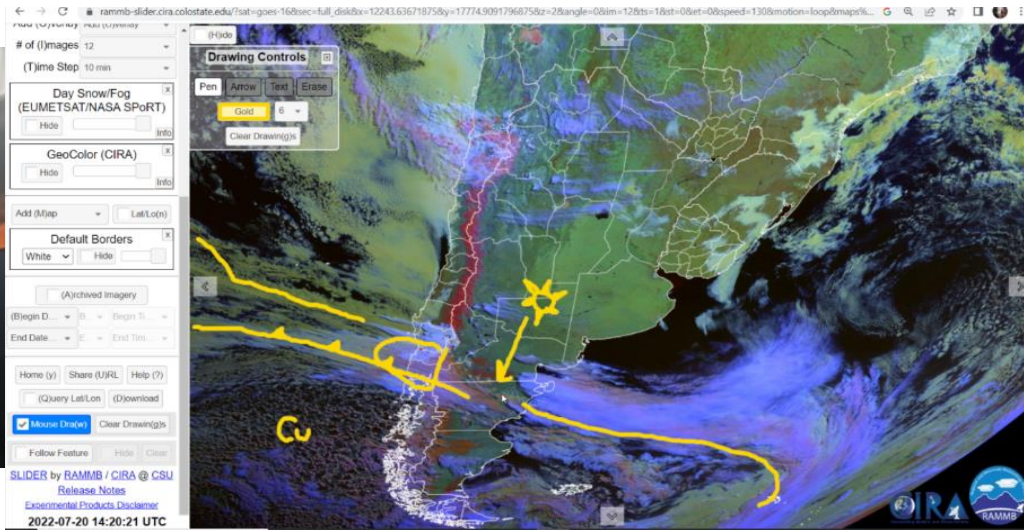 rammb-slider.cira.colostate.edu/?sat=goes-16&sec=full_disk&x=12243.63671875&y=17774.9091796875&z=2&angle=0&im=12&ts=1&st=0&et=0&speed=130&motion=loop&maps%...
# of (I)mages 12
(T)ime Step 10 min
x
Day Snow/Fog
(EUMETSAT/NASA SPoRT)
Hide
Info
x
GeoColor (CIRA)
Hide
Info
Add (M)ap
Lat/Lo(n)
x
Default Borders
White
Hide
(A)rchived Imagery
(B)egin D...
Begin Ti...
End Date...
End Tim...
Home (y)
Share (U)RL
Help (?)
(Q)uery Lat/Lon
(D)ownload
Mouse Dra(w)
Clear Drawin(g)s
Follow Feature
Hide
Clear
SLIDER by RAMMB / CIRA @ CSU
Release Notes
Experimental Products Disclaimer
2022-07-20 14:20:21 UTC
(H)ide
Drawing Controls
Pen
Arrow
Text
Erase
Gold
6
Clear Drawin(g)s
Cu
CIRA
RAMMB